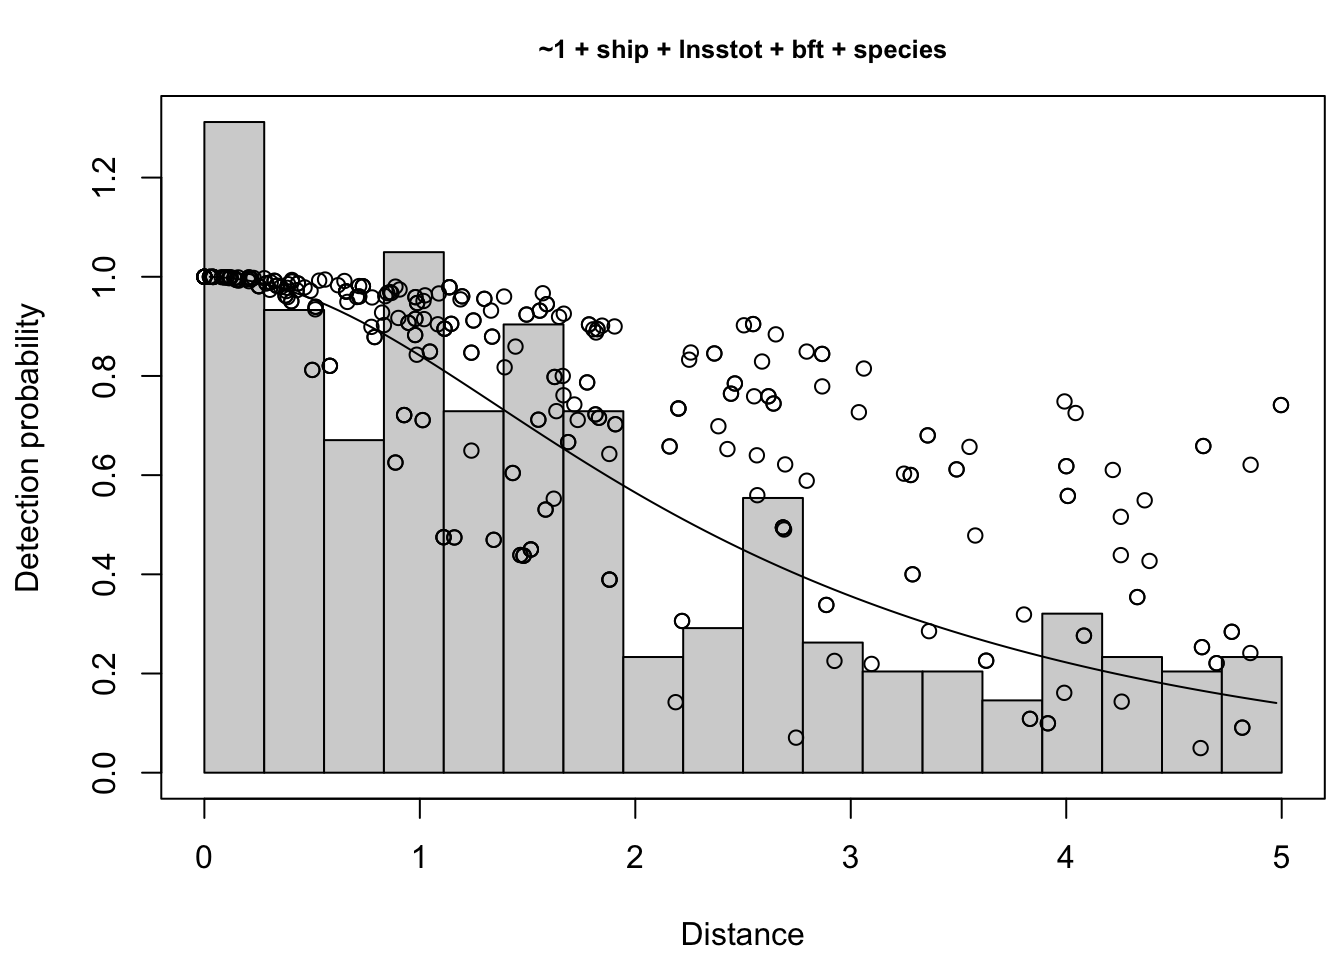 ~1 + ship + lnsstot + bft + species
Detection probability
1.2
1.0
0.8
0.6
0.4
0.2
0.0
0 1 2 3 4 5
Distance